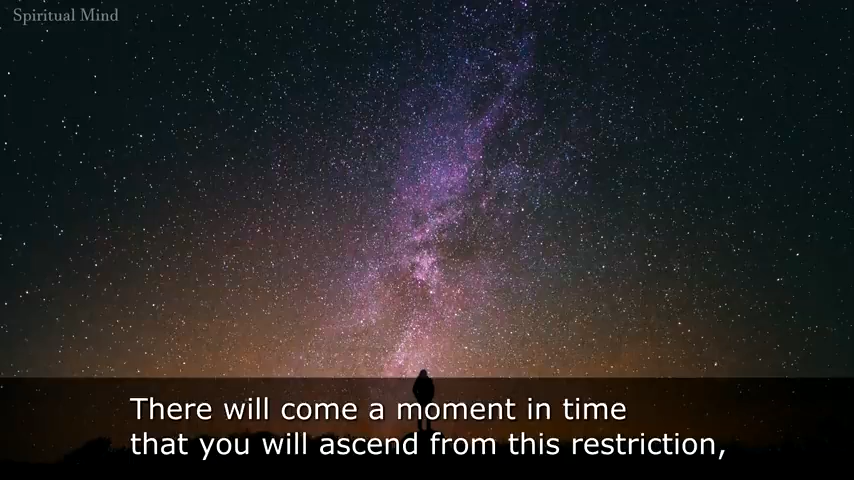 Spiritual Mind
There will come a moment in time
that you will ascend from this restriction,